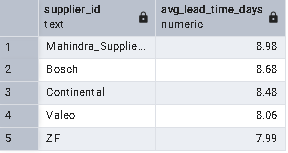 supplier_id avg_lead_time_days
text numeric
1 Mahindra_Supplie... 8.98
2 Bosch 8.68
3 Continental 8.48
4 Valeo 8.06
5 ZF 7.99